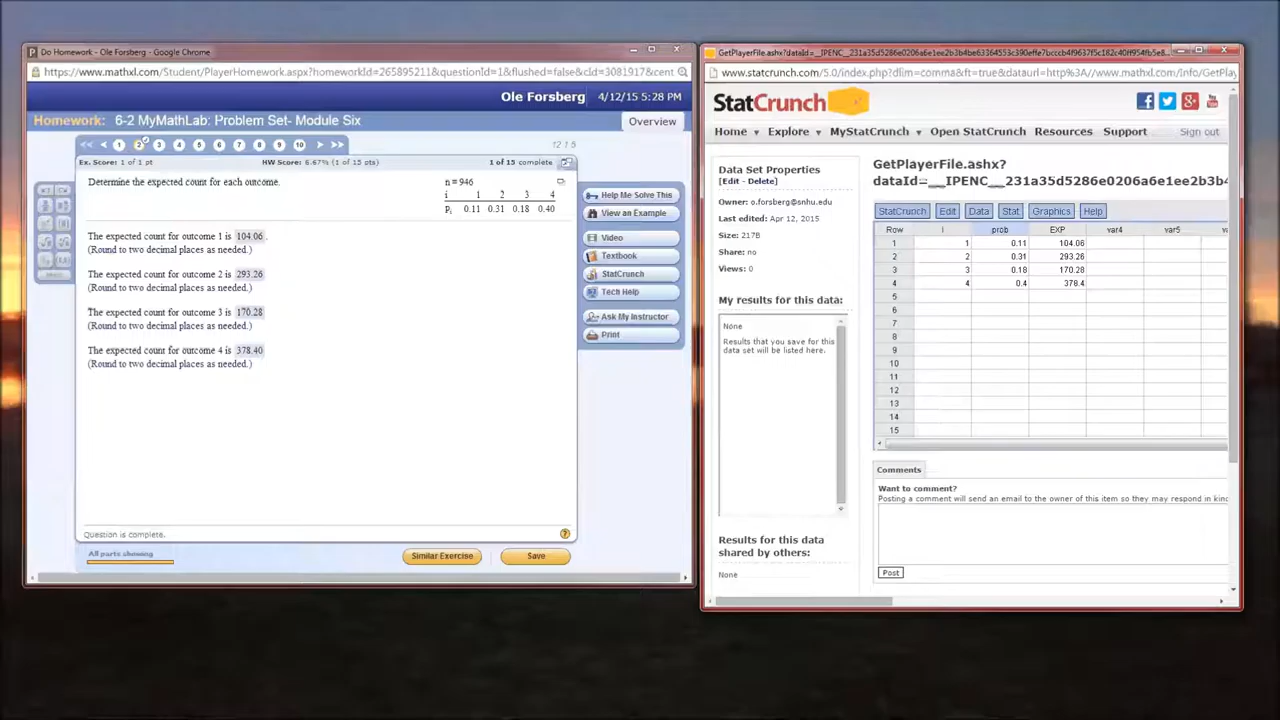 Do Homework - Ole Forsberg - Google Chrome
https://www.mathxl.com/Student/PlayerHomework.aspx?homeworkId=265895211&questionId=1&flushed=false&cId=3081917&cent
Ole Forsberg 4/12/15 5:28 PM
Homework: 6-2 MyMathLab: Problem Set- Module Six
Overview
1 2 3 4 5 6 7 8 9 10
12.1.5
Ex. Score: 1 of 1 pt HW Score: 6.67% (1 of 15 pts) 1 of 15 complete
Determine the expected count for each outcome.
n = 946
i 1 2 3 4
Pi 0.11 0.31 0.18 0.40
The expected count for outcome 1 is 104.06 .
(Round to two decimal places as needed.)
The expected count for outcome 2 is 293.26
(Round to two decimal places as needed.)
The expected count for outcome 3 is 170.28
(Round to two decimal places as needed.)
The expected count for outcome 4 is 378.40
(Round to two decimal places as needed.)
Question is complete.
All parts showing
Similar Exercise
Save
Help Me Solve This
View an Example
Video
Textbook
StatCrunch
Tech Help
Ask My Instructor
Print
www.statcrunch.com/5.0/index.php?dlim=comma&ft=true&dataurl=http%3A//www.mathxl.com/Info/GetPlay
StatCrunch
Home Explore MyStatCrunch Open StatCrunch Resources Support Sign out
Data Set Properties
[Edit - Delete]
Owner: o.forsberg@snhu.edu
Last edited: Apr 12, 2015
Size: 217B
Share: no
Views: 0
My results for this data:
None
Results that you save for this
data set will be listed here.
Results for this data
shared by others:
None
GetPlayerFile.ashx?
dataId=__IPENC__231a35d5286e0206a6e1ee2b3b4
StatCrunch Edit Data Stat Graphics Help
Row i prob EXP var4 var5
1 1 0.11 104.06
2 2 0.31 293.26
3 3 0.18 170.28
4 4 0.4 378.4
5
6
7
8
9
10
11
12
13
14
15
Comments
Want to comment?
Posting a comment will send an email to the owner of this item so they may respond in kind
Post